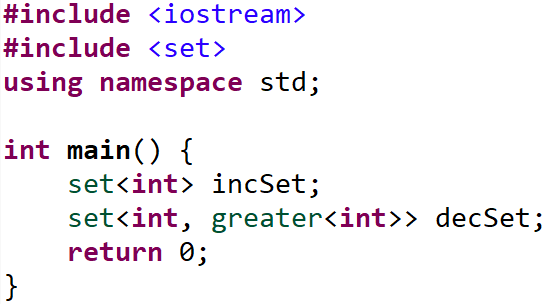 #include <iostream>
#include <set>
using namespace std;

int main() {
    set<int> incSet;
    set<int, greater<int>> decSet;
    return 0;
}